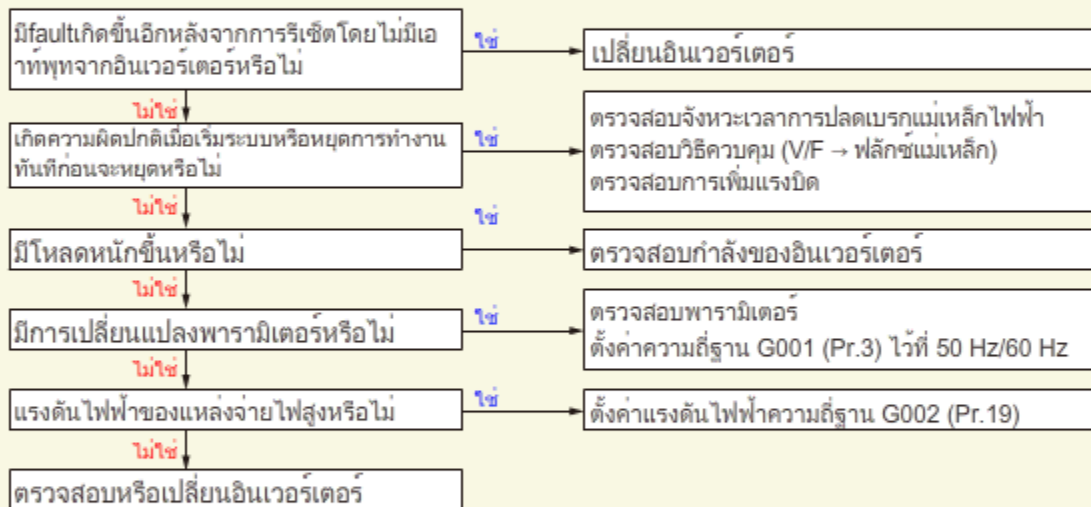 มีfaultเกิดขึ้นอีกหลังจากการรีเซ็ตโดยไม่มีเอ
าท์พุทจากอินเวอร์เตอร์หรือไม่
ใช่
เปลี่ยนอินเวอร์เตอร์
ไม่ใช่
เกิดความผิดปกติเมื่อเริ่มระบบหรือหยุดการทำงาน
ทันทีก่อนจะหยุดหรือไม่
ใช่
ตรวจสอบจังหวะเวลาการปลดเบรกแม่เหล็กไฟฟ้า
ตรวจสอบวิธีควบคุม (V/F → ฟลักซ์แม่เหล็ก)
ตรวจสอบการเพิ่มแรงบิด
ไม่ใช่
มีโหลดหนักขึ้นหรือไม่
ใช่
ตรวจสอบกำลังของอินเวอร์เตอร์
ไม่ใช่
มีการเปลี่ยนแปลงพารามิเตอร์หรือไม่
ใช่
ตรวจสอบพารามิเตอร์
ตั้งค่าความถี่ฐาน G001 (Pr.3) ไว้ที่ 50 Hz/60 Hz
ไม่ใช่
แรงดันไฟฟ้าของแหล่งจ่ายไฟสูงหรือไม่
ใช่
ตั้งค่าแรงดันไฟฟ้าความถี่ฐาน G002 (Pr.19)
ไม่ใช่
ตรวจสอบหรือเปลี่ยนอินเวอร์เตอร์